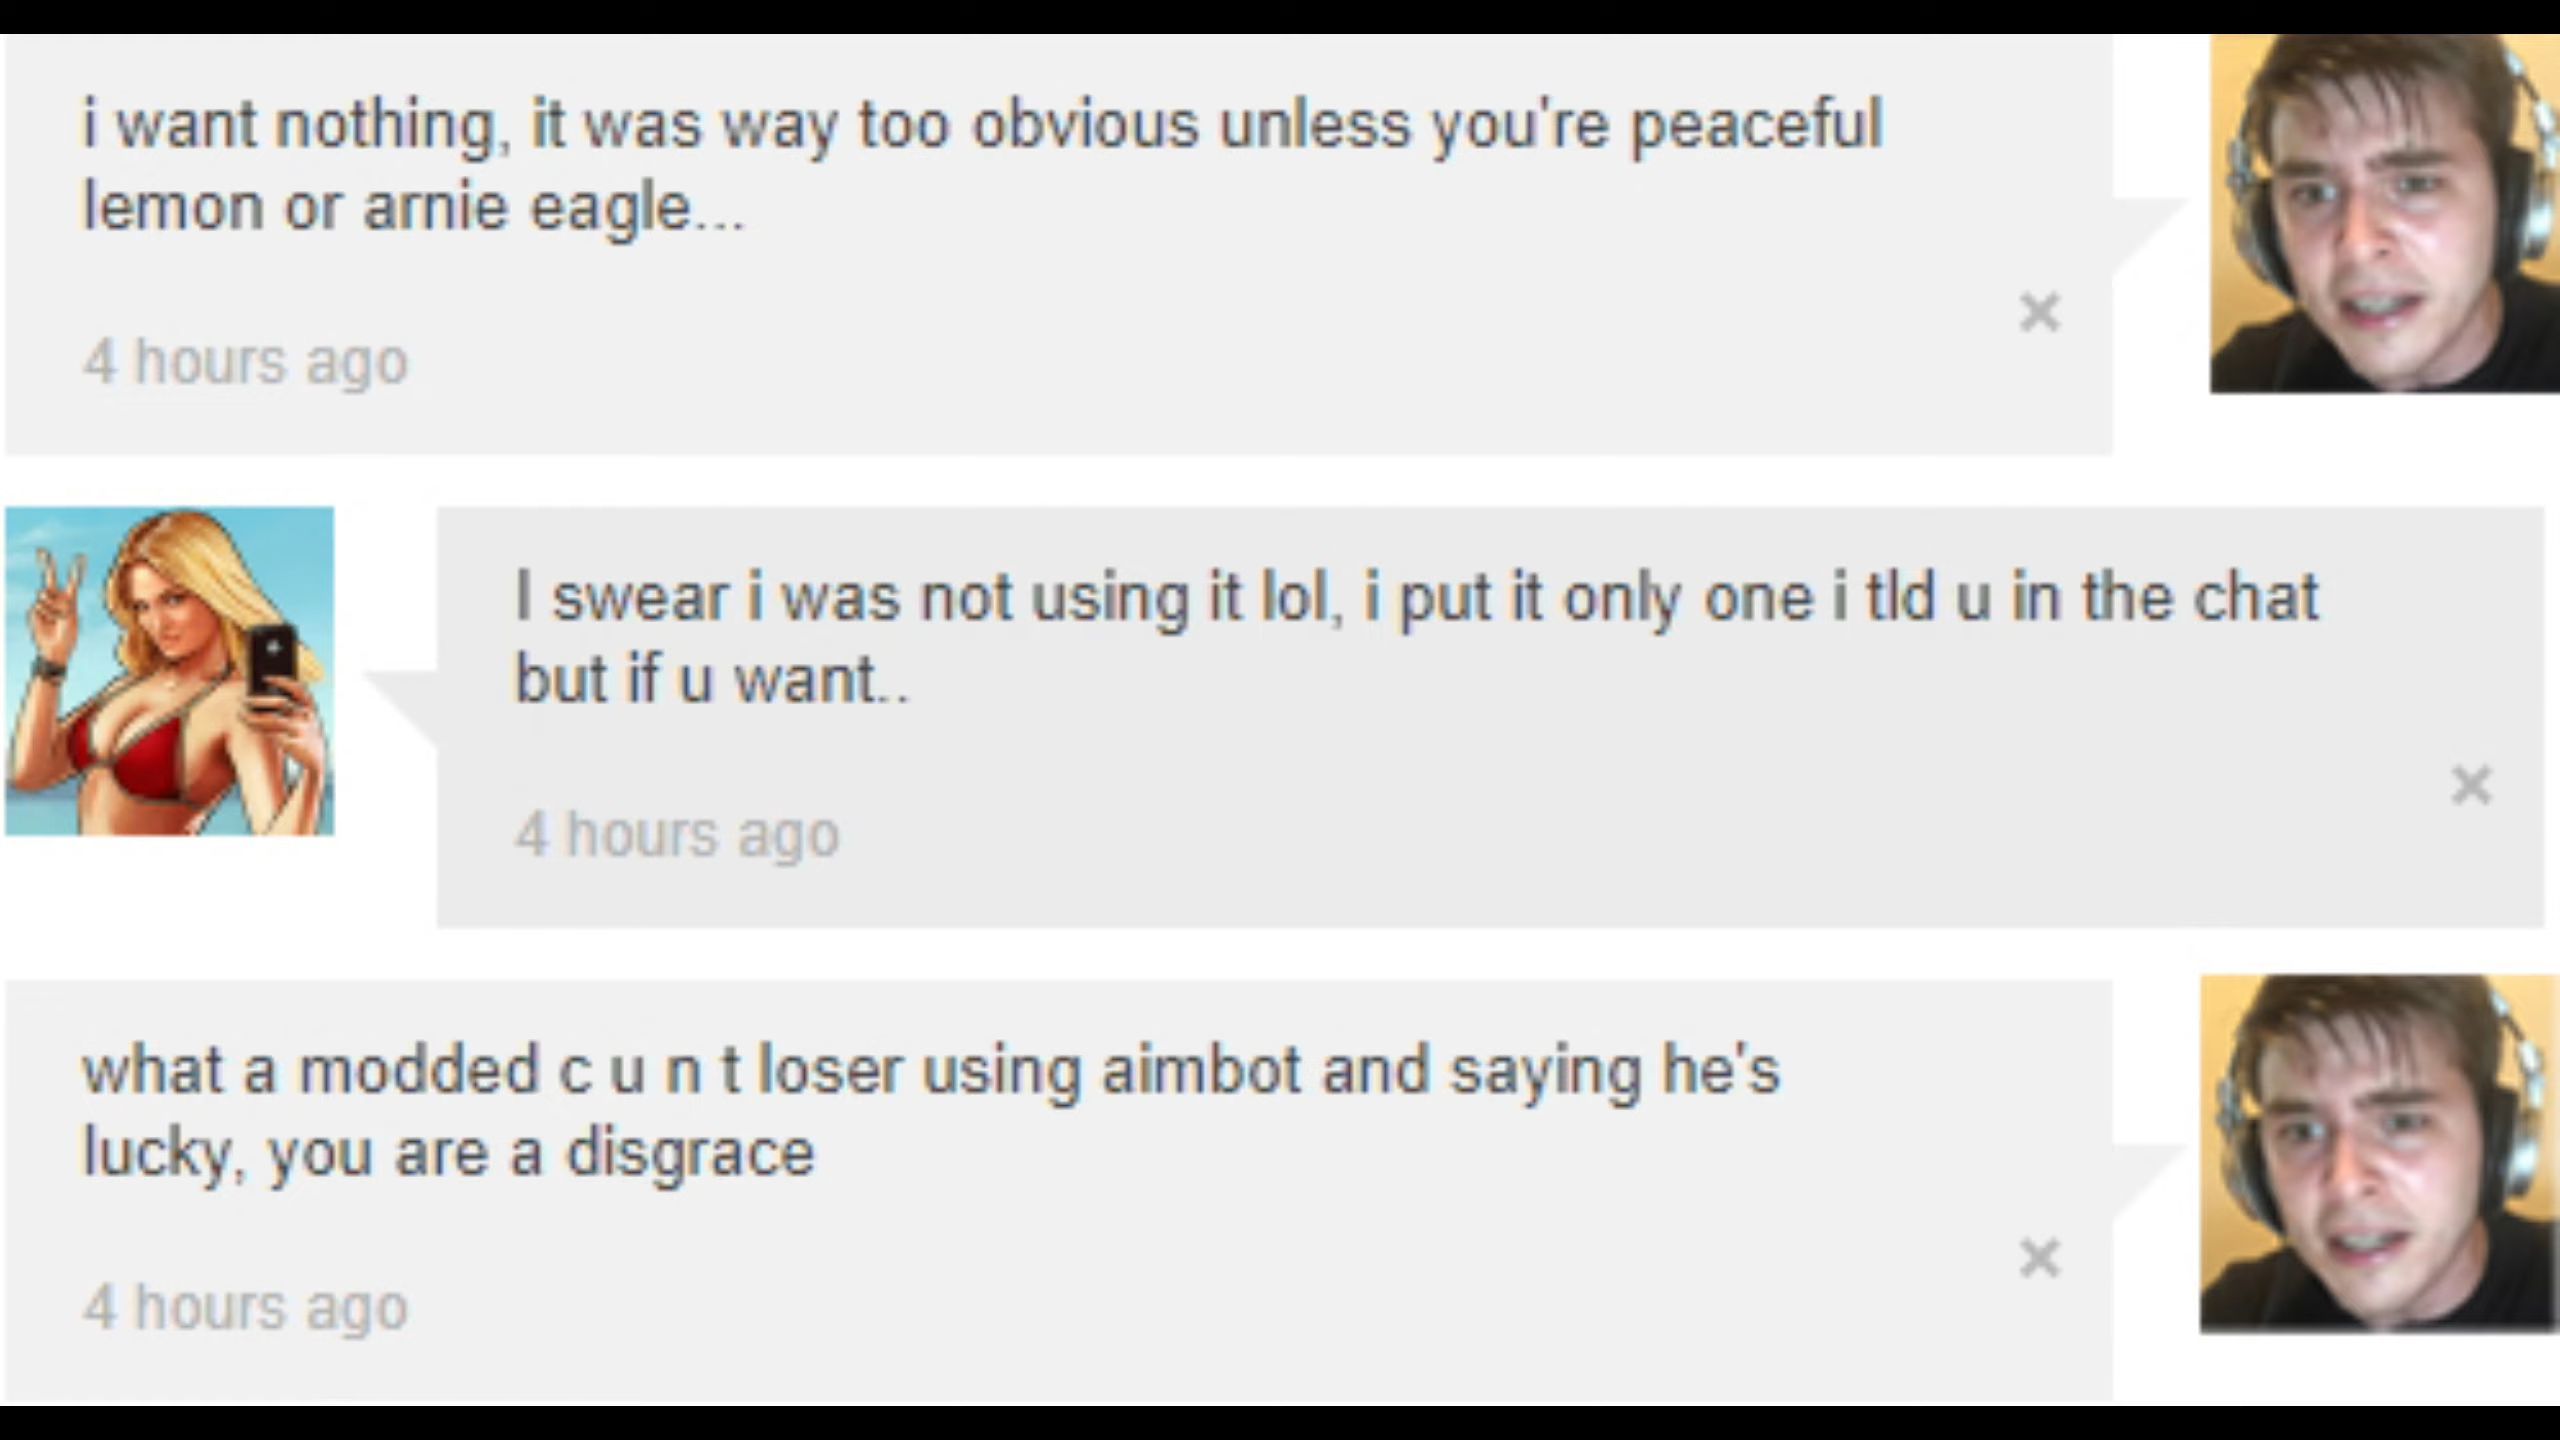 i want nothing, it was way too obvious unless you're peaceful
lemon or arnie eagle...
4 hours ago
I swear i was not using it lol, i put it only one i tld u in the chat
but if u want..
4 hours ago
what a modded c u n t loser using aimbot and saying he's
lucky, you are a disgrace
4 hours ago